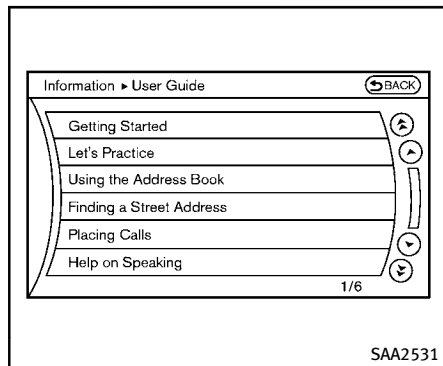 Information ▸ User Guide
BACK
Getting Started
Let's Practice
Using the Address Book
Finding a Street Address
Placing Calls
Help on Speaking
1/6
SAA2531